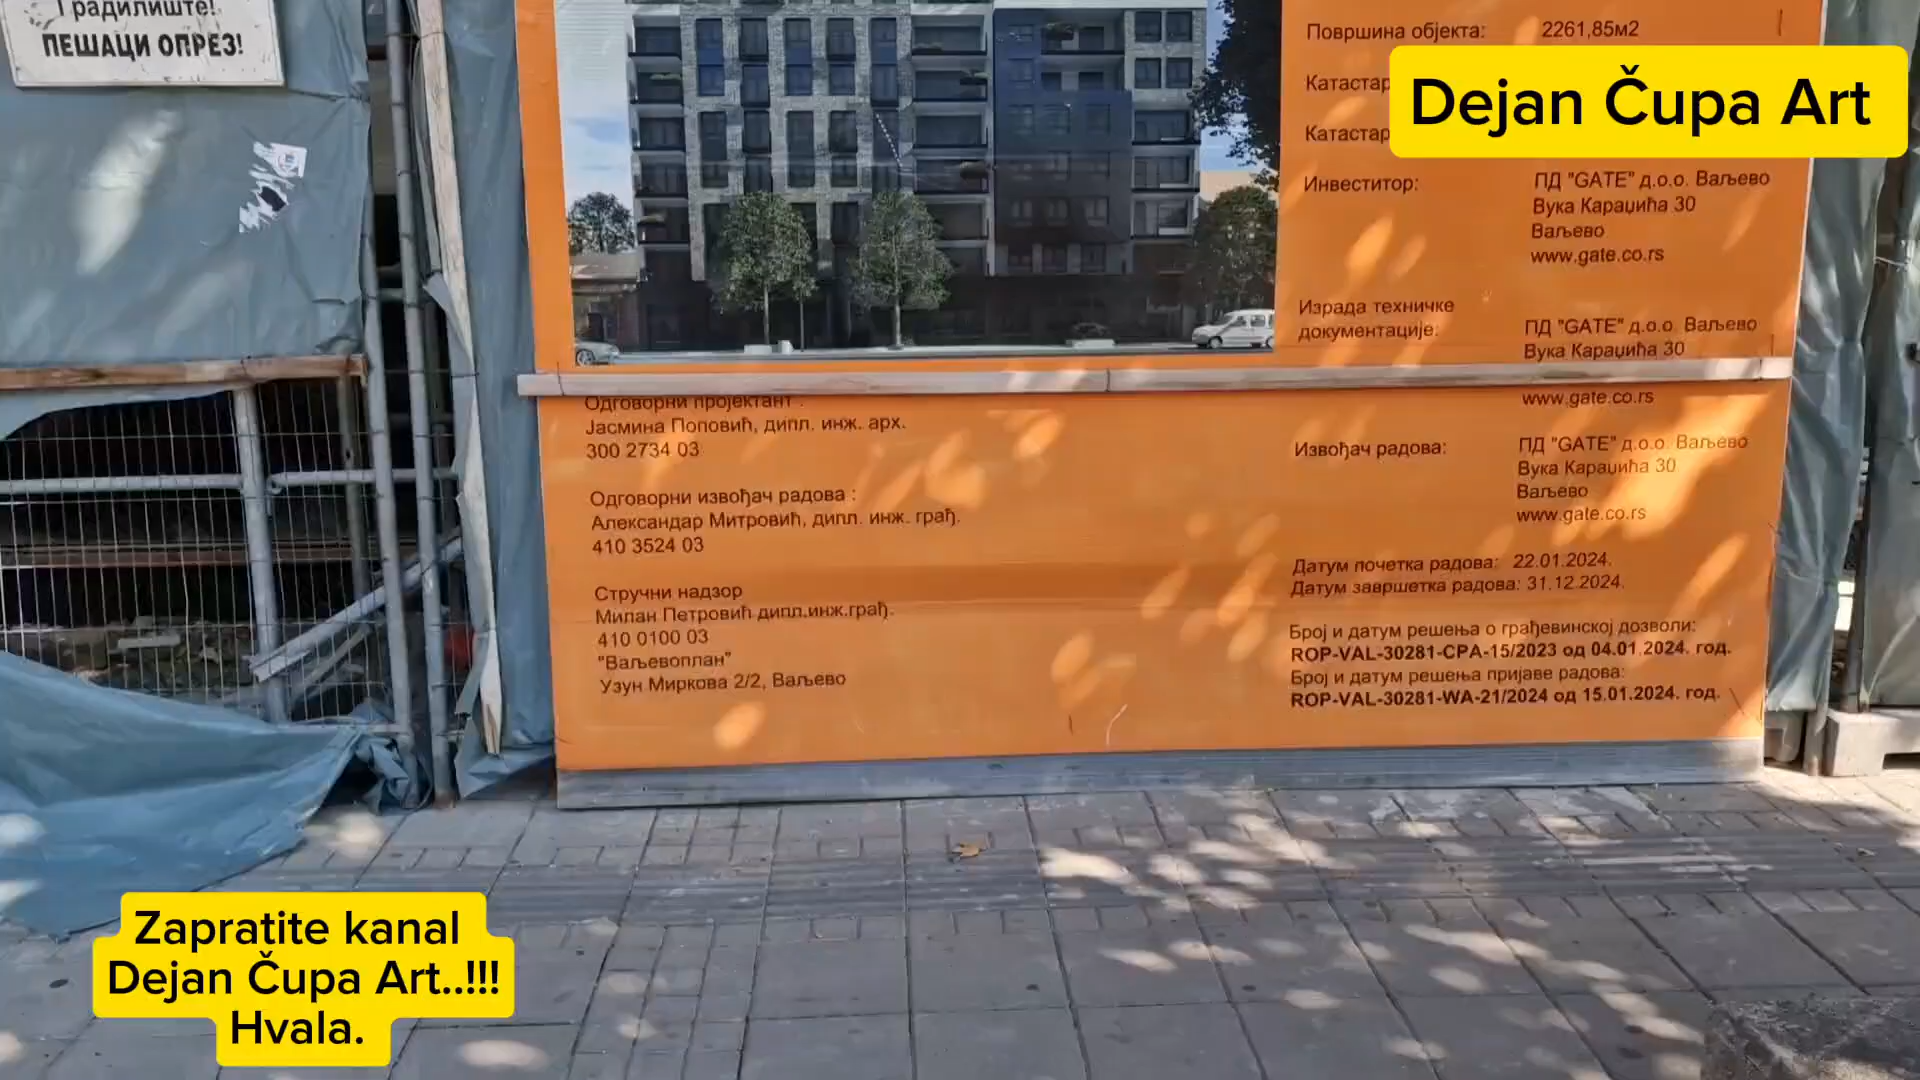 Градилиште!
ПЕШАЦИ ОПРЕЗ!
Површина објекта: 2261,85м2
Катастар
Катастар
Dejan Čupa Art
Инвеститор: ПД "GATE" д.о.о. Ваљево
Вука Караџића 30
Ваљево
www.gate.co.rs
Израда техничке
документације: ПД "GATE" д.о.о. Ваљево
Вука Караџића 30
www.gate.co.rs
Извођач радова: ПД "GATE" д.о.о. Ваљево
Вука Караџића 30
Ваљево
www.gate.co.rs
Датум почетка радова: 22.01.2024.
Датум завршетка радова: 31.12.2024.
Број и датум решења о грађевинској дозволи:
ROP-VAL-30281-CPA-15/2023 од 04.01.2024. год.
Број и датум решења пријаве радова:
ROP-VAL-30281-WA-21/2024 од 15.01.2024. год.
Одговорни пројектант :
Јасмина Поповић, дипл. инж. арх.
300 2734 03
Одговорни извођач радова :
Александар Митровић, дипл. инж. грађ.
410 3524 03
Стручни надзор
Милан Петровић дипл.инж.грађ.
410 0100 03
"Ваљевоплан"
Узун Миркова 2/2, Ваљево
Zapratite kanal
Dejan Čupa Art..!!!
Hvala.